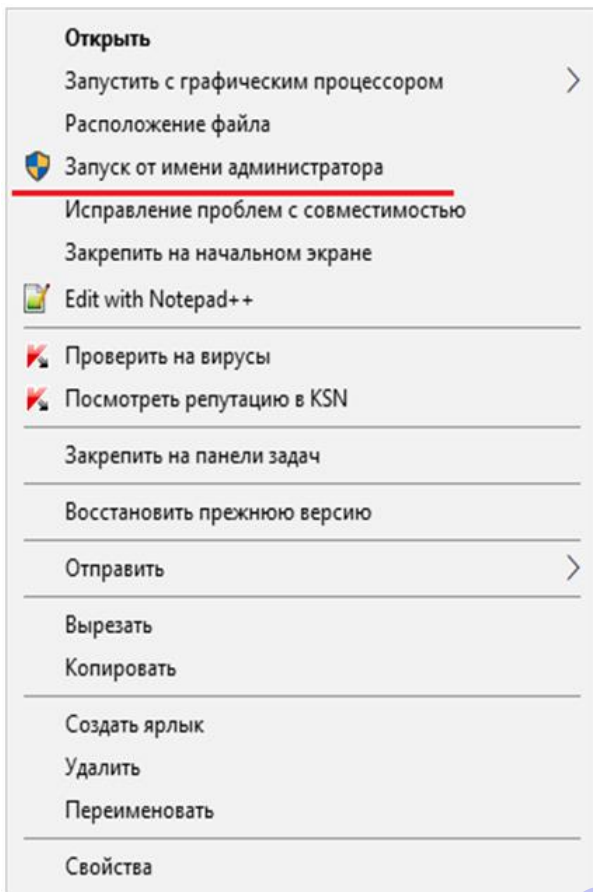 Открыть
Запустить с графическим процессором
Расположение файла
Запуск от имени администратора
Исправление проблем с совместимостью
Закрепить на начальном экране
Edit with Notepad++
Проверить на вирусы
Посмотреть репутацию в KSN
Закрепить на панели задач
Восстановить прежнюю версию
Отправить
Вырезать
Копировать
Создать ярлык
Удалить
Переименовать
Свойства